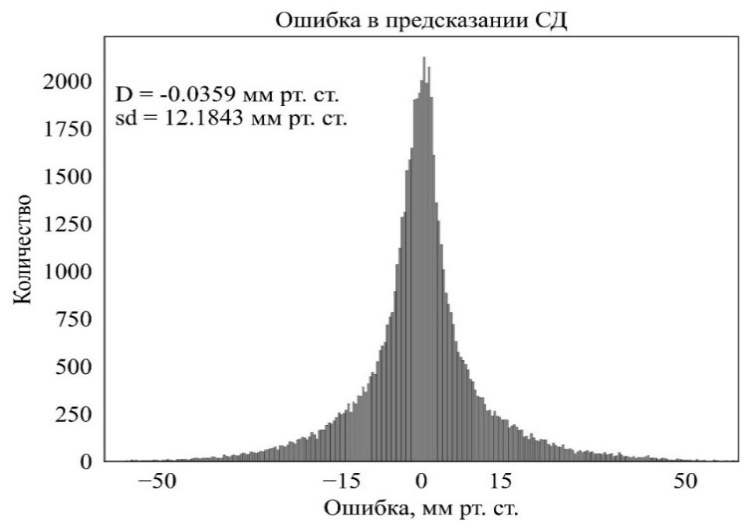 Ошибка в предсказании СД
D = -0.0359 мм рт. ст.
sd = 12.1843 мм рт. ст.
Количество
2000
1750
1500
1250
1000
750
500
250
0
−50
−15
0
15
50
Ошибка, мм рт. ст.